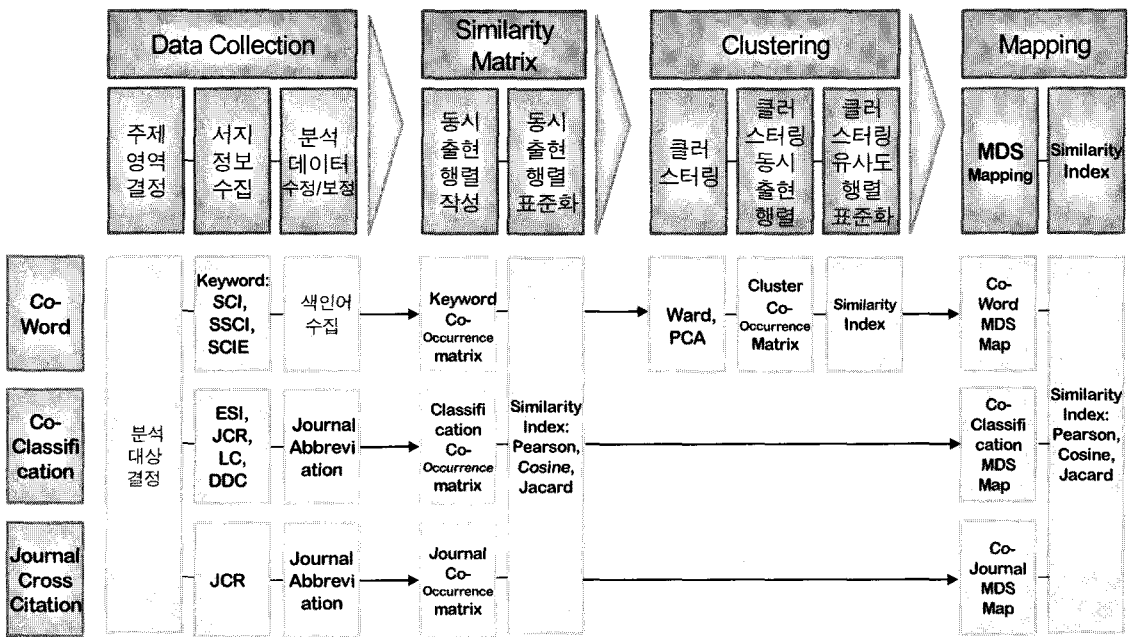 Data Collection
Similarity
Matrix
Clustering
Mapping
주제
영역
결정
서지
정보
수집
분석
데이터
수정/보정
동시
출현
행렬
작성
동시
출현
행렬
표준화
클러
스터링
클러
스터링
동시
출현
행렬
클러
스터링
유사도
행렬
표준화
MDS
Mapping
Similarity
Index
Co-
Word
분석
대상
결정
Keyword:
SCI,
SSCI,
SCIE
색인어
수집
Keyword
Co-
Occurrence
matrix
Similarity
Index:
Pearson,
Cosine,
Jacard
Ward,
PCA
Cluster
Co-
Occurrence
Matrix
Similarity
Index
Co-
Word
MDS
Map
Similarity
Index:
Pearson,
Cosine,
Jacard
Co-
Classifi
cation
ESI,
JCR,
LC,
DDC
Journal
Abbrevi
ation
Classifi
cation
Co-
Occurrence
matrix
Co-
Classifi
cation
MDS
Map
Journal
Cross
Citation
JCR
Journal
Abbrevi
ation
Journal
Co-
Occurrence
matrix
Co-
Journal
MDS
Map